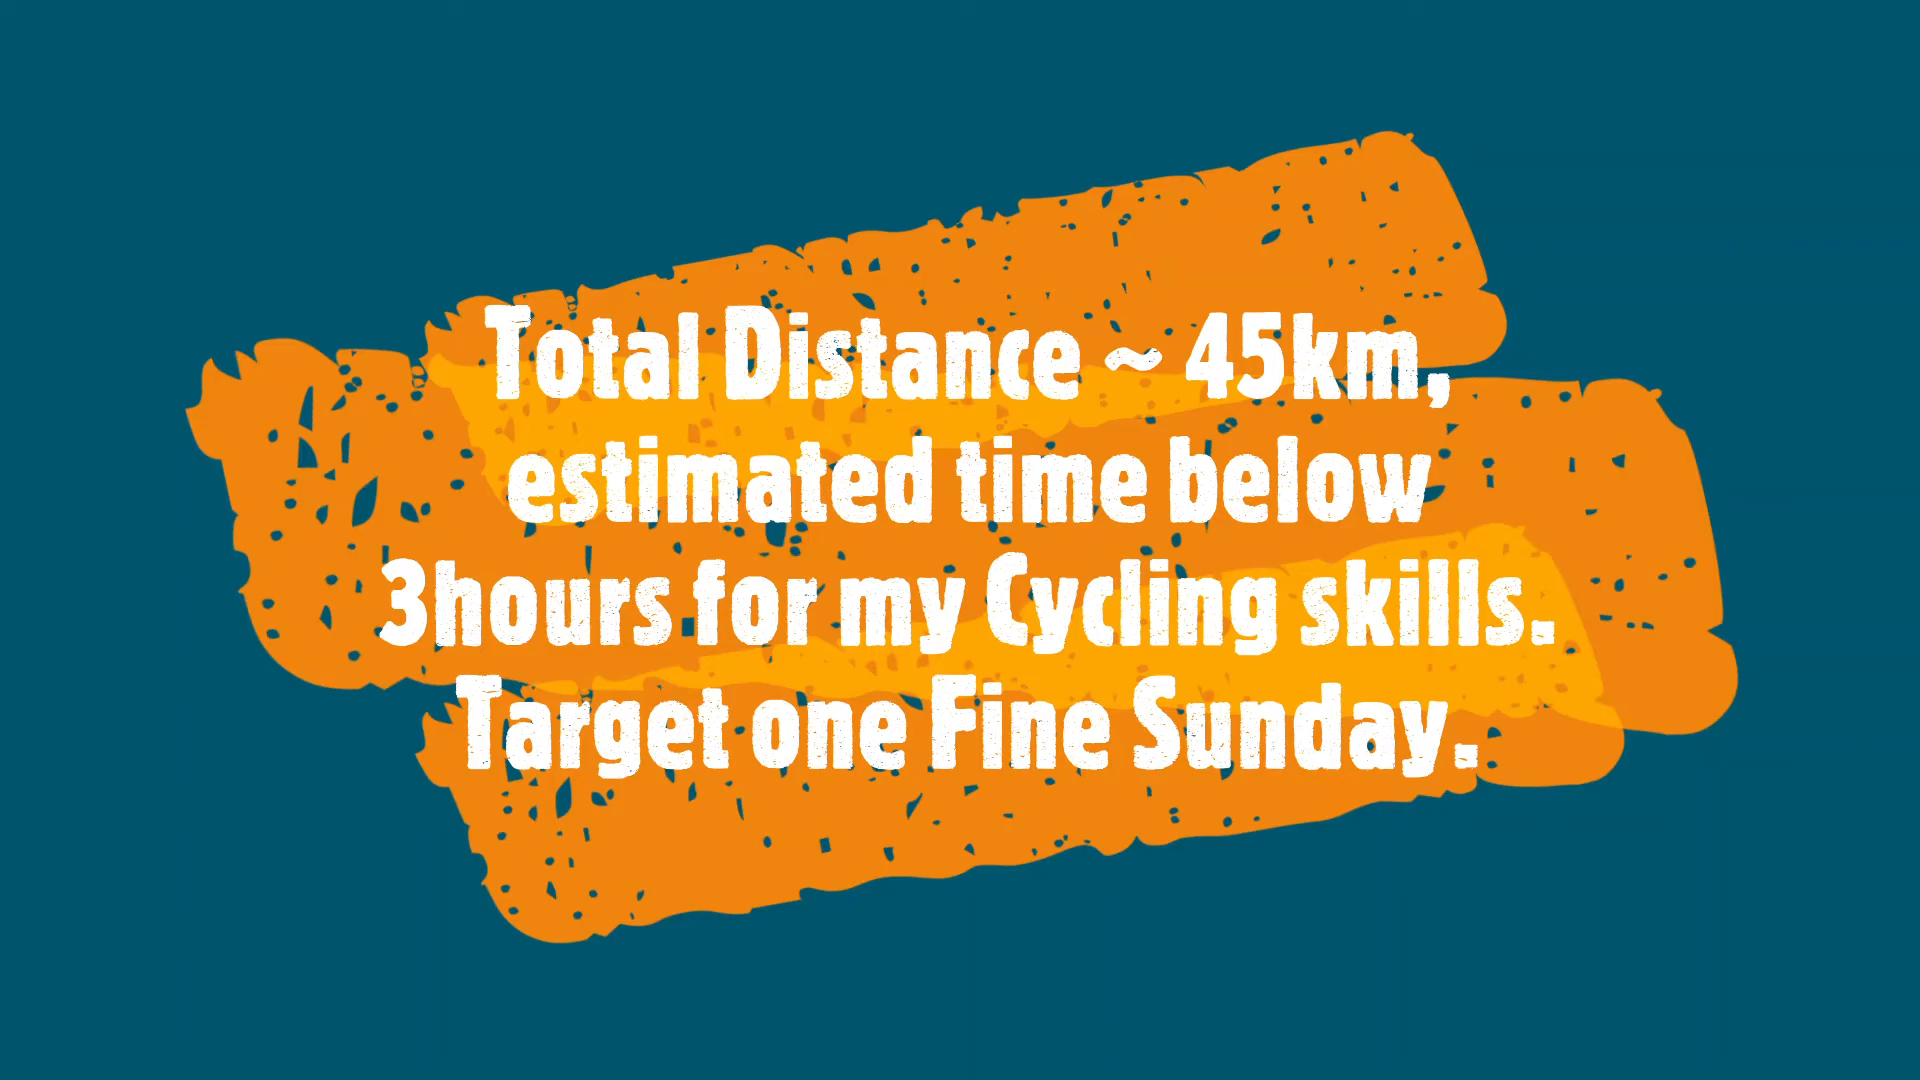 Total Distance ~ 45km,
estimated time below
3hours for my Cycling skills.
Target one Fine Sunday.